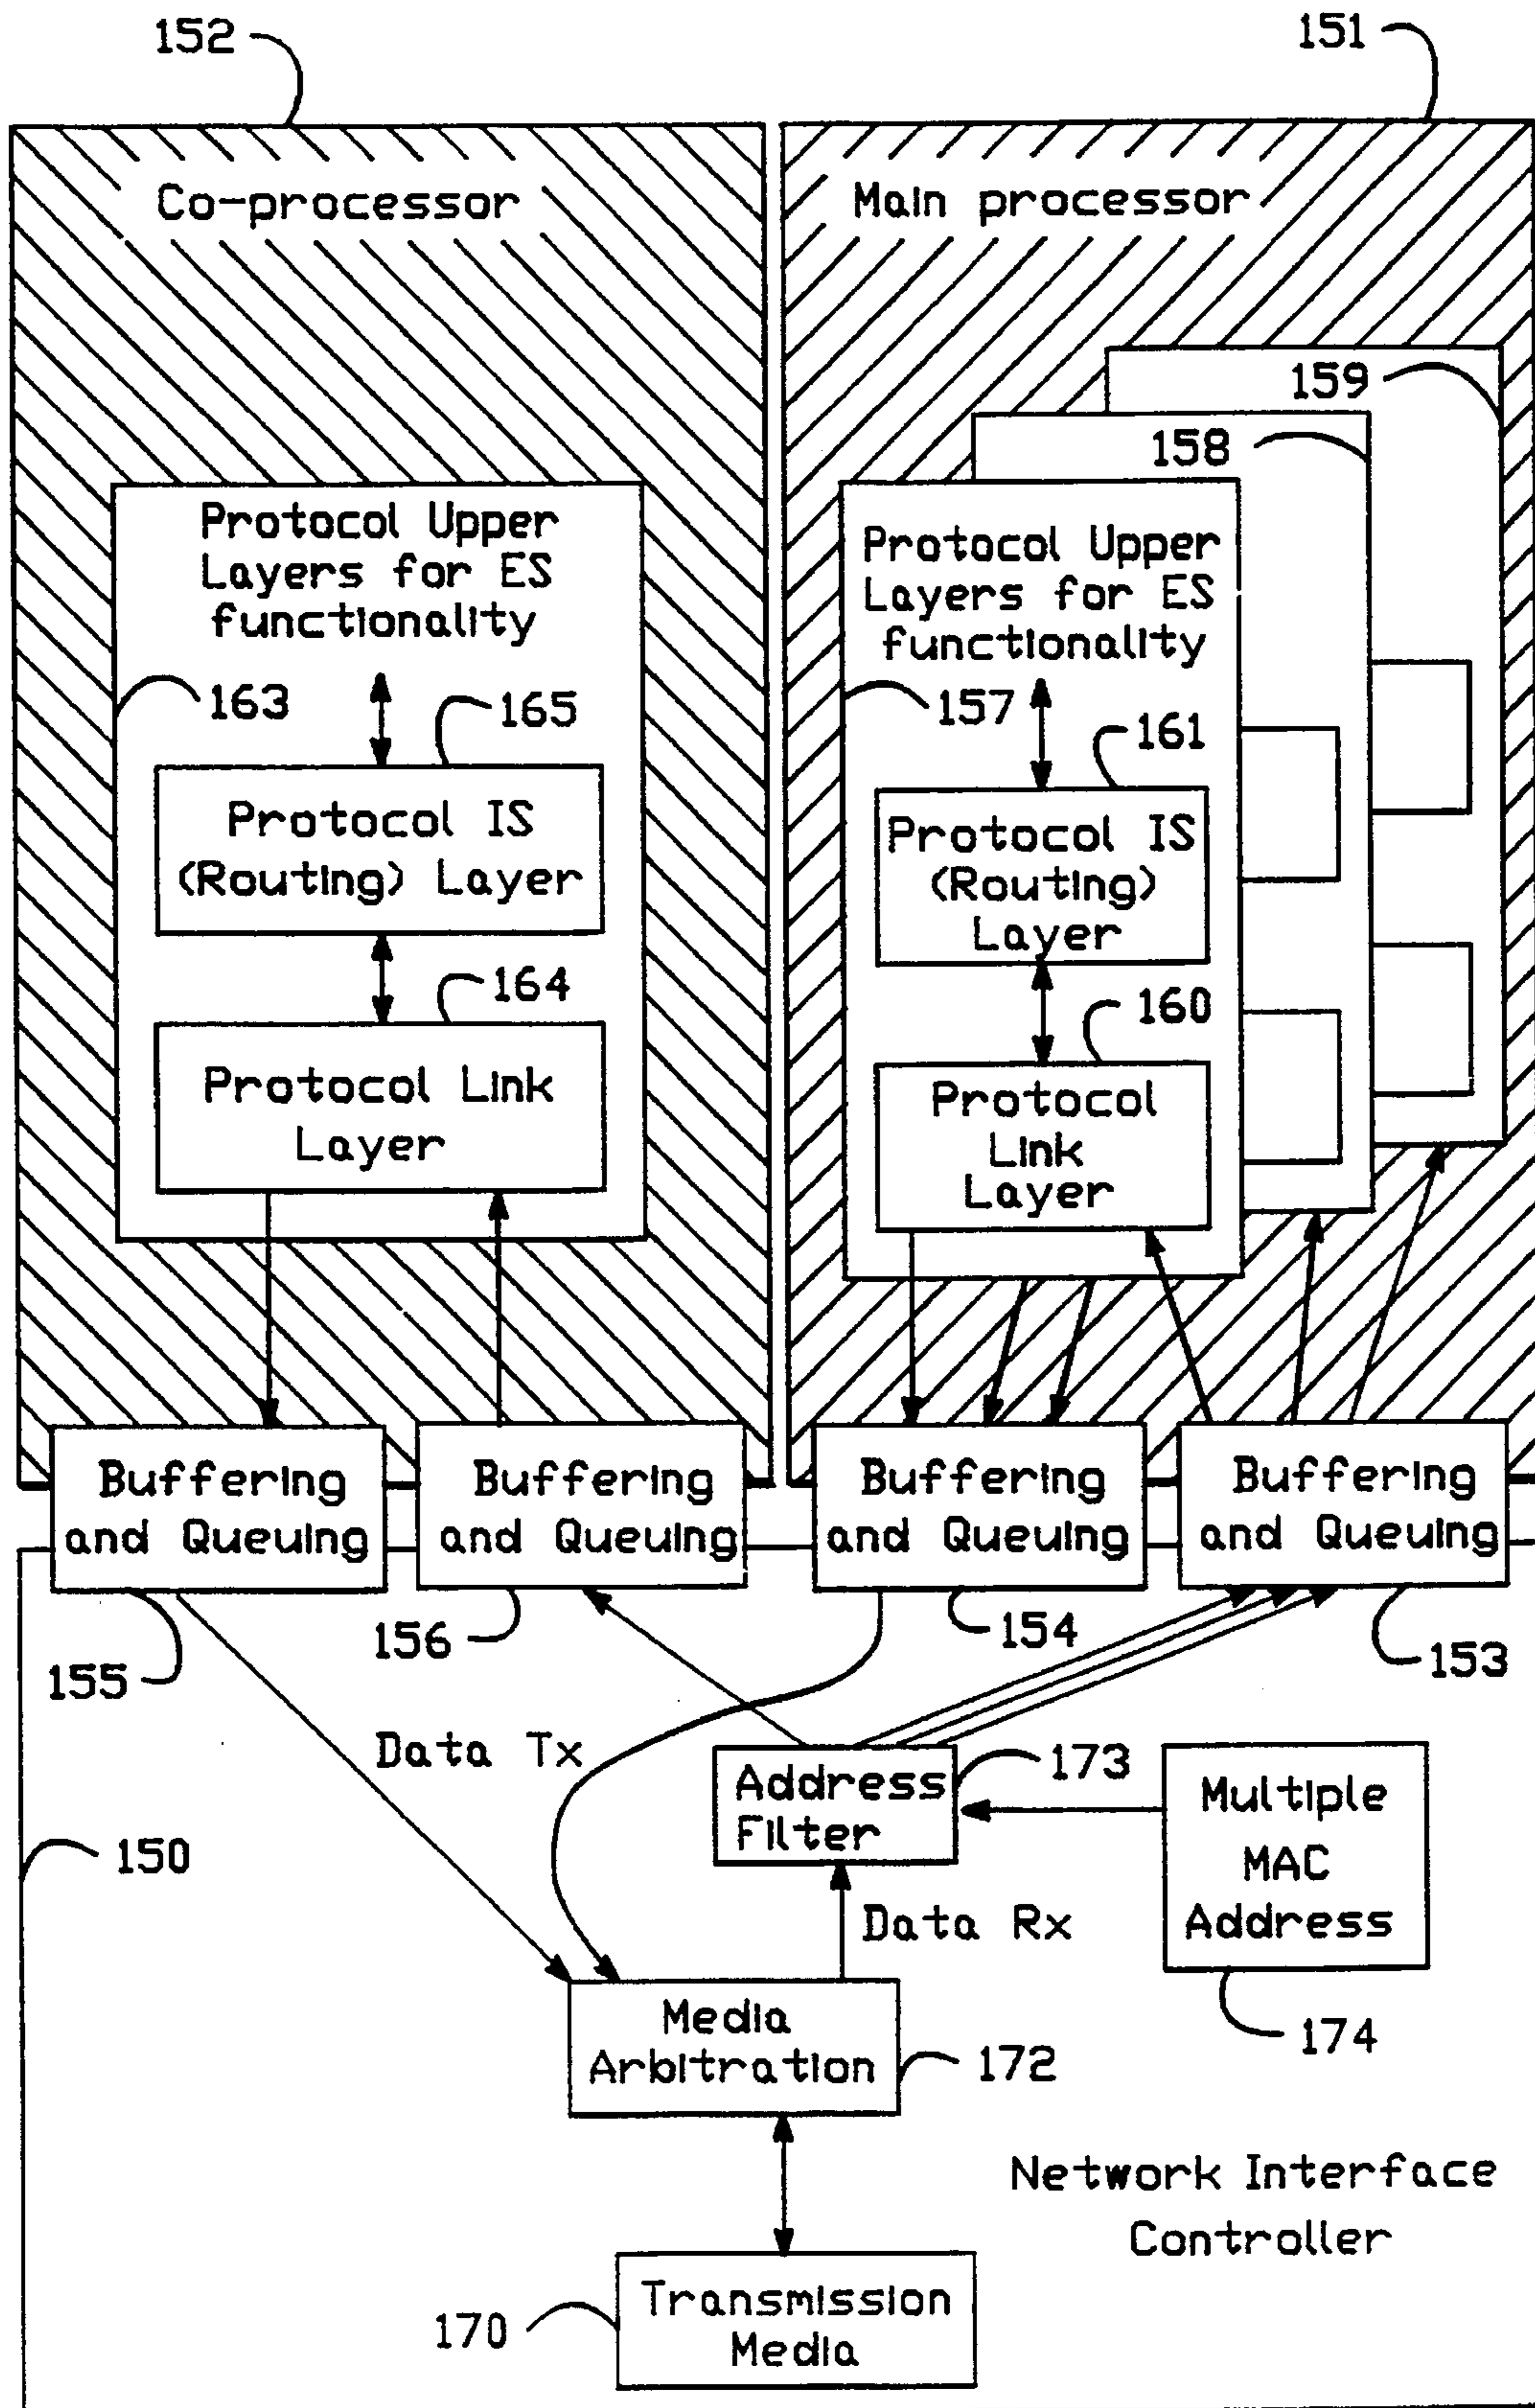 152
151
Co-processor
Main processor
159
158
Protocol Upper
Layers for ES
functionality
163
165
Protocol IS
(Routing) Layer
164
Protocol Link
Layer
Protocol Upper
Layers for ES
functionality
157
161
Protocol IS
(Routing)
Layer
160
Protocol
Link
Layer
Buffering
and Queuing
Buffering
and Queuing
Buffering
and Queuing
Buffering
and Queuing
155
156
154
153
Data Tx
Address
Filter
173
Multiple
MAC
Address
150
Data Rx
174
Media
Arbitration
172
Network Interface
Controller
170
Transmission
Media